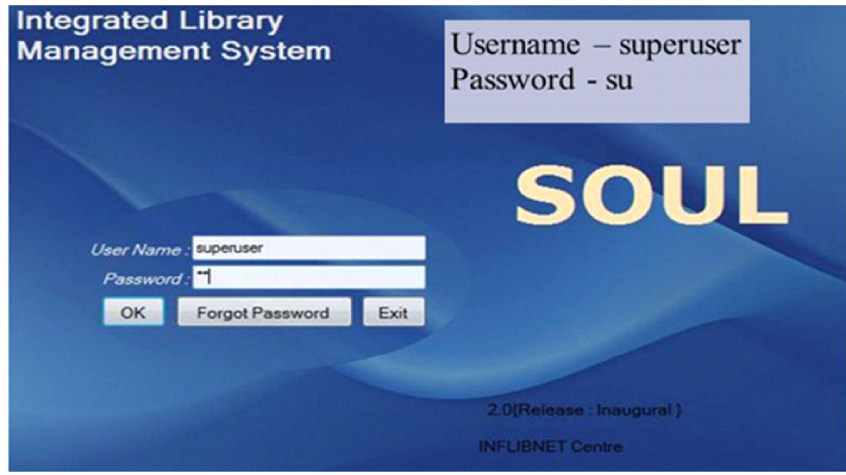 Integrated Library
Management System
Username – superuser
Password - su
SOUL
User Name : superuser
Password : **
OK Forgot Password Exit
2.0(Release : Inaugural )
INFLIBNET Centre